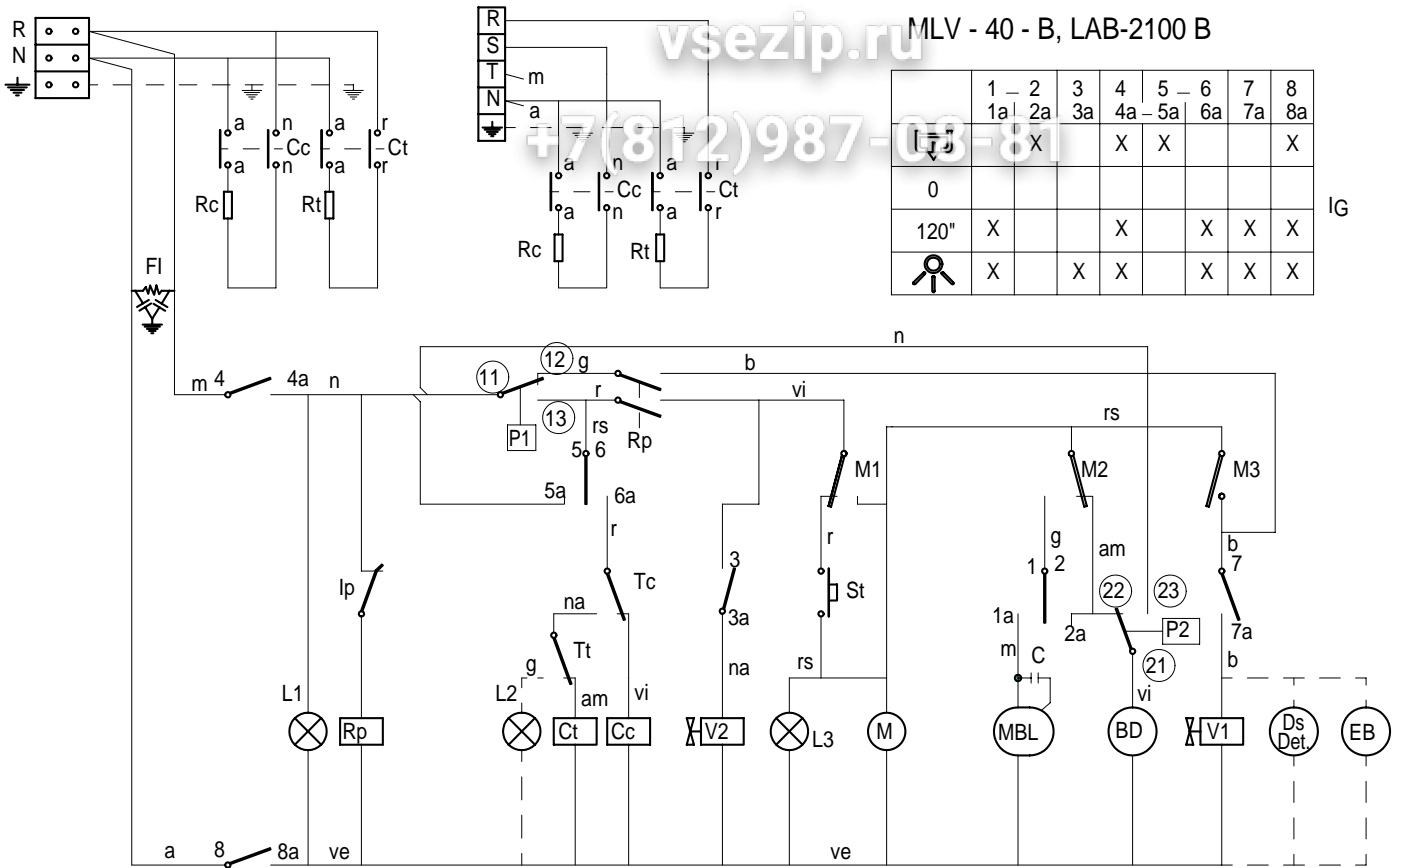 R
N
R
S
T
N
m
a
vsezip.ru
MLV - 40 - B, LAB-2100 B
+7(812)987-08-81
1 – 2 3 4 5 – 6 7 8
1a 2a 3a 4a – 5a 6a 7a 8a
X X X X
0
120" X X X X X
X X X X X X
IG
a n a r
Cc Ct
a n a r
Rc Rt
a n a r
Cc Ct
a n a r
Rc Rt
FI
n
m 4 4a n
11 12 g b
13 r vi
P1
rs
Rp
rs
5 6
5a 6a
M1 M2 M3
r r g am b
Ip
Tc
3
St
1 2
22 23
7
na
3a
1a 2a
P2
7a
Tt
m C
21
g
am vi na rs vi b
L1 Rp L2 Ct Cc V2 L3 M MBL BD V1 Ds Det. EB
a 8 8a ve ve